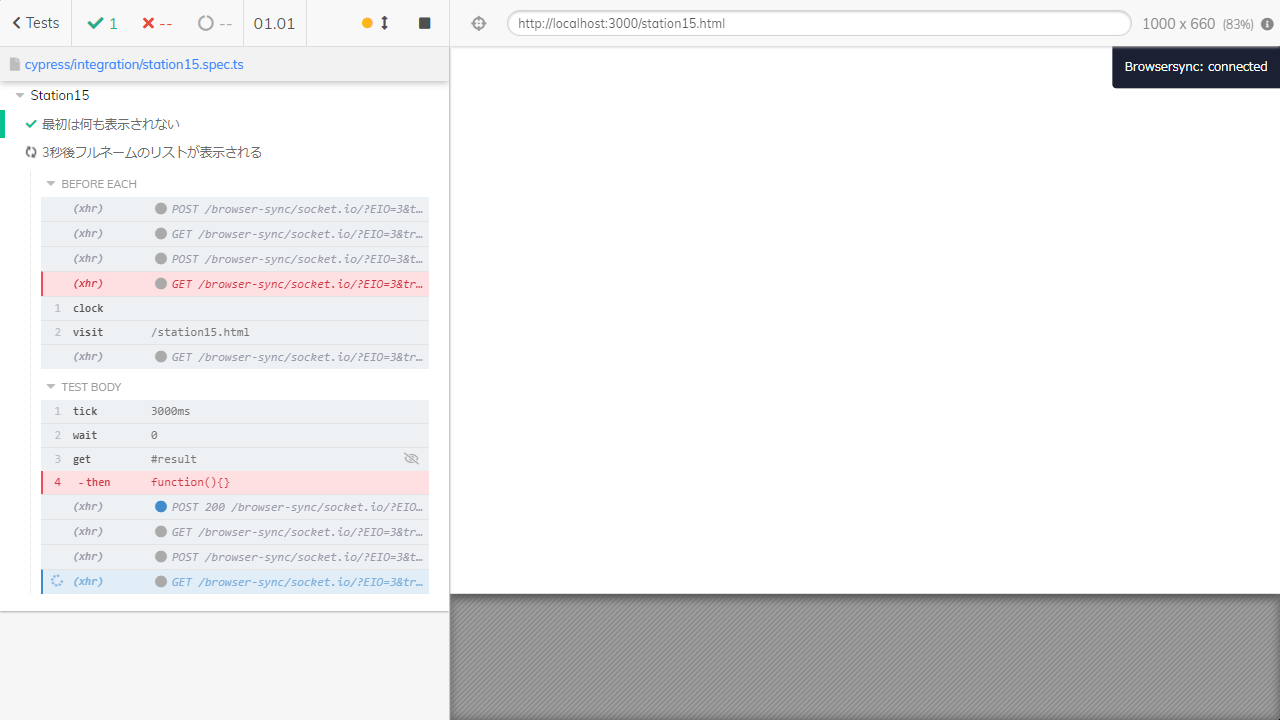 Tests 1 -- -- 01.01
http://localhost:3000/station15.html 1000 x 660 (83%)
cypress/integration/station15.spec.ts
Browsersync: connected
Station15
最初は何も表示されない
3秒後フルネームのリストが表示される
BEFORE EACH
(xhr) POST /browser-sync/socket.io/?EIO=3&t…
(xhr) GET /browser-sync/socket.io/?EIO=3&tr…
(xhr) POST /browser-sync/socket.io/?EIO=3&t…
(xhr) GET /browser-sync/socket.io/?EIO=3&tr…
1 clock
2 visit /station15.html
(xhr) GET /browser-sync/socket.io/?EIO=3&tr…
TEST BODY
1 tick 3000ms
2 wait 0
3 get #result
4 -then function(){}
(xhr) POST 200 /browser-sync/socket.io/?EIO…
(xhr) GET /browser-sync/socket.io/?EIO=3&tr…
(xhr) POST /browser-sync/socket.io/?EIO=3&t…
(xhr) GET /browser-sync/socket.io/?EIO=3&tr…